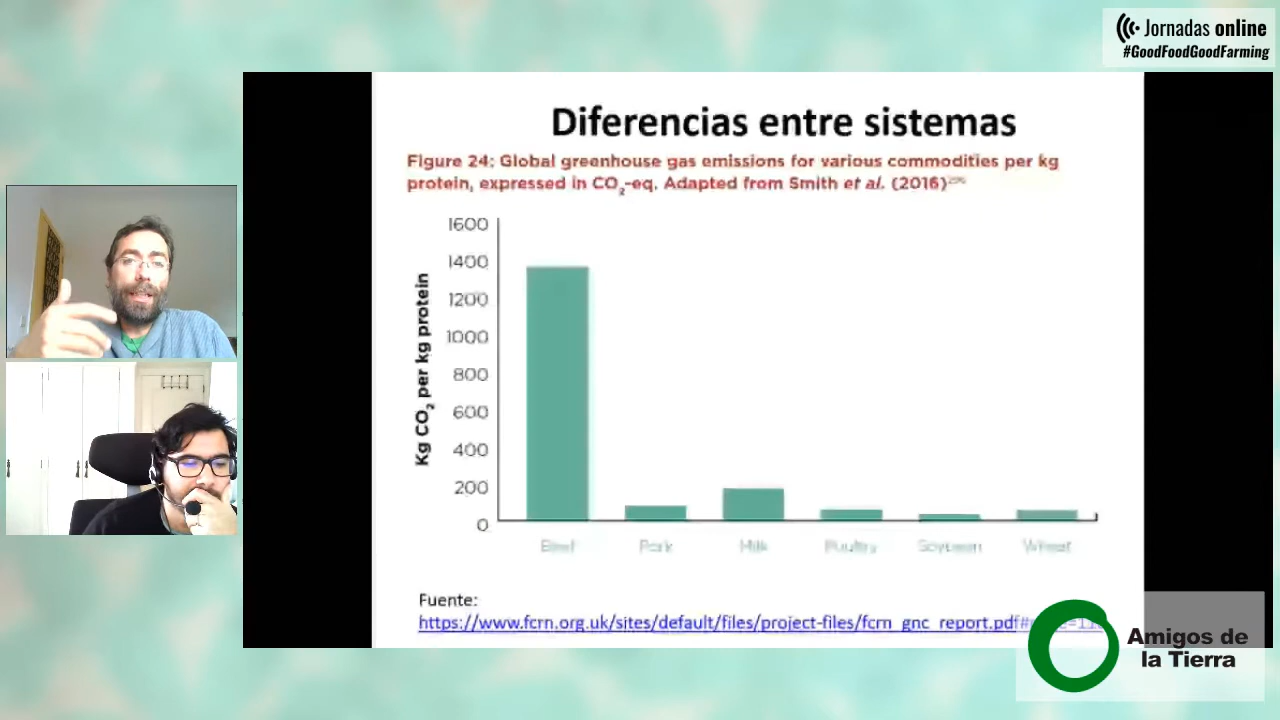 Jornadas online
#GoodFoodGoodFarming
Diferencias entre sistemas
Figure 24: Global greenhouse gas emissions for various commodities per kg
protein, expressed in CO₂-eq. Adapted from Smith et al. (2016)
1600
1400
1200
1000
800
600
400
200
0
Kg CO₂ per kg protein
Beef
Pork
Milk
Poultry
Soybean
Wheat
Fuente:
https://www.fcrn.org.uk/sites/default/files/project-files/fcrn_gnc_report.pdf
Amigos de
la Tierra